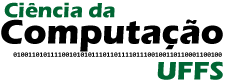 Ciência da
Computação
UFFS